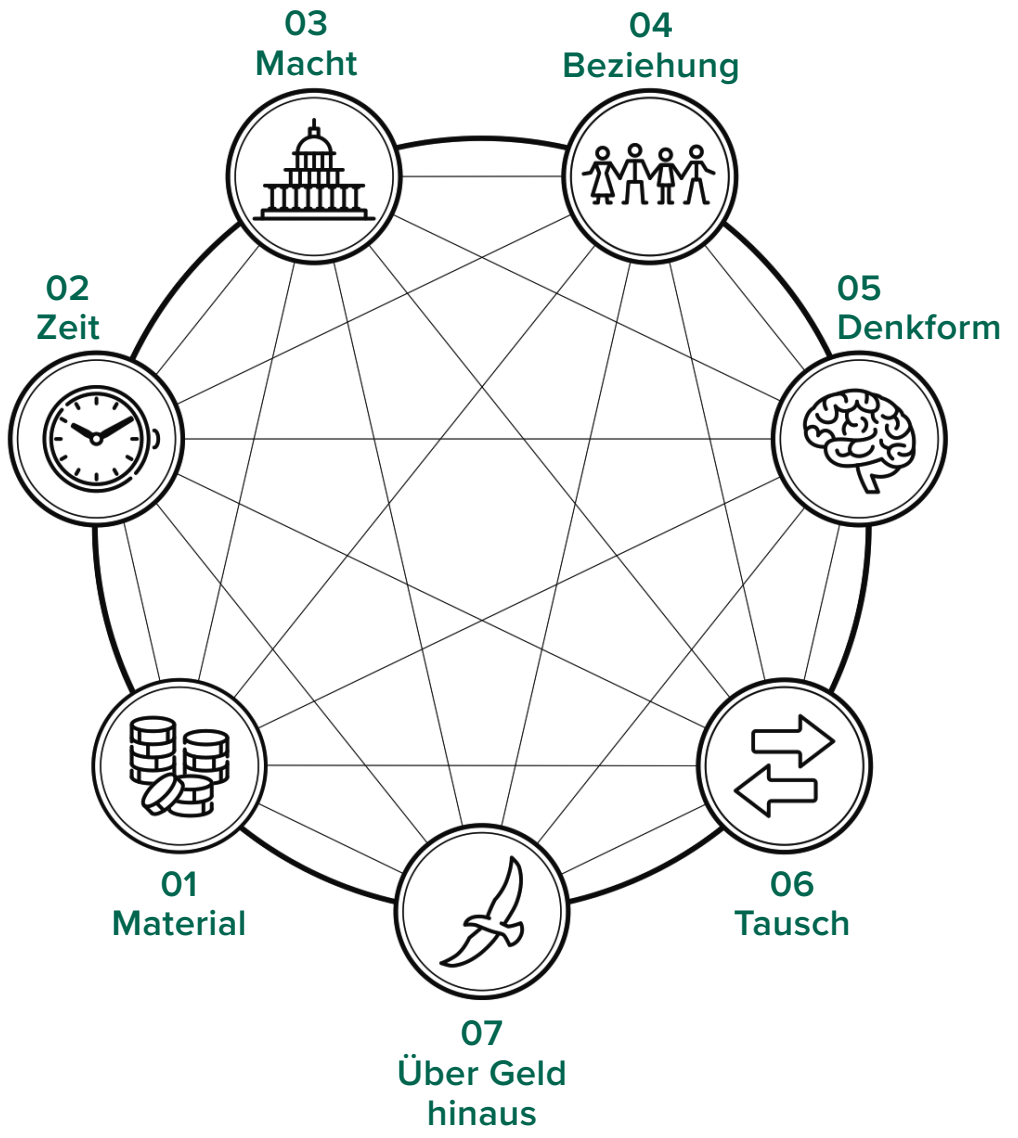 03
Macht
04
Beziehung
02
Zeit
05
Denkform
01
Material
06
Tausch
07
Über Geld
hinaus